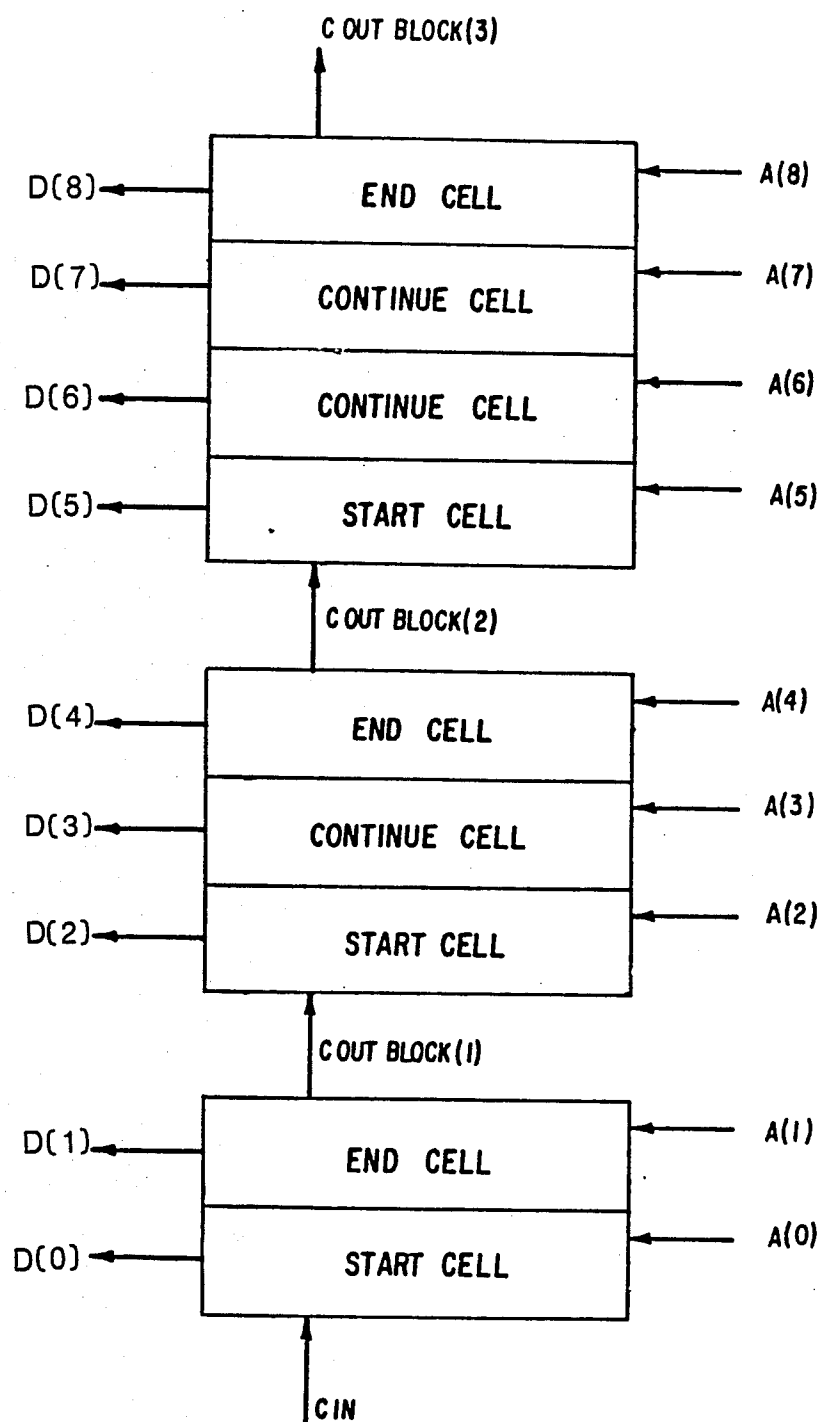 C OUT BLOCK(3)
D(8) END CELL A(8)
D(7) CONTINUE CELL A(7)
D(6) CONTINUE CELL A(6)
D(5) START CELL A(5)
C OUT BLOCK(2)
D(4) END CELL A(4)
D(3) CONTINUE CELL A(3)
D(2) START CELL A(2)
C OUT BLOCK(1)
D(1) END CELL A(1)
D(0) START CELL A(0)
C IN